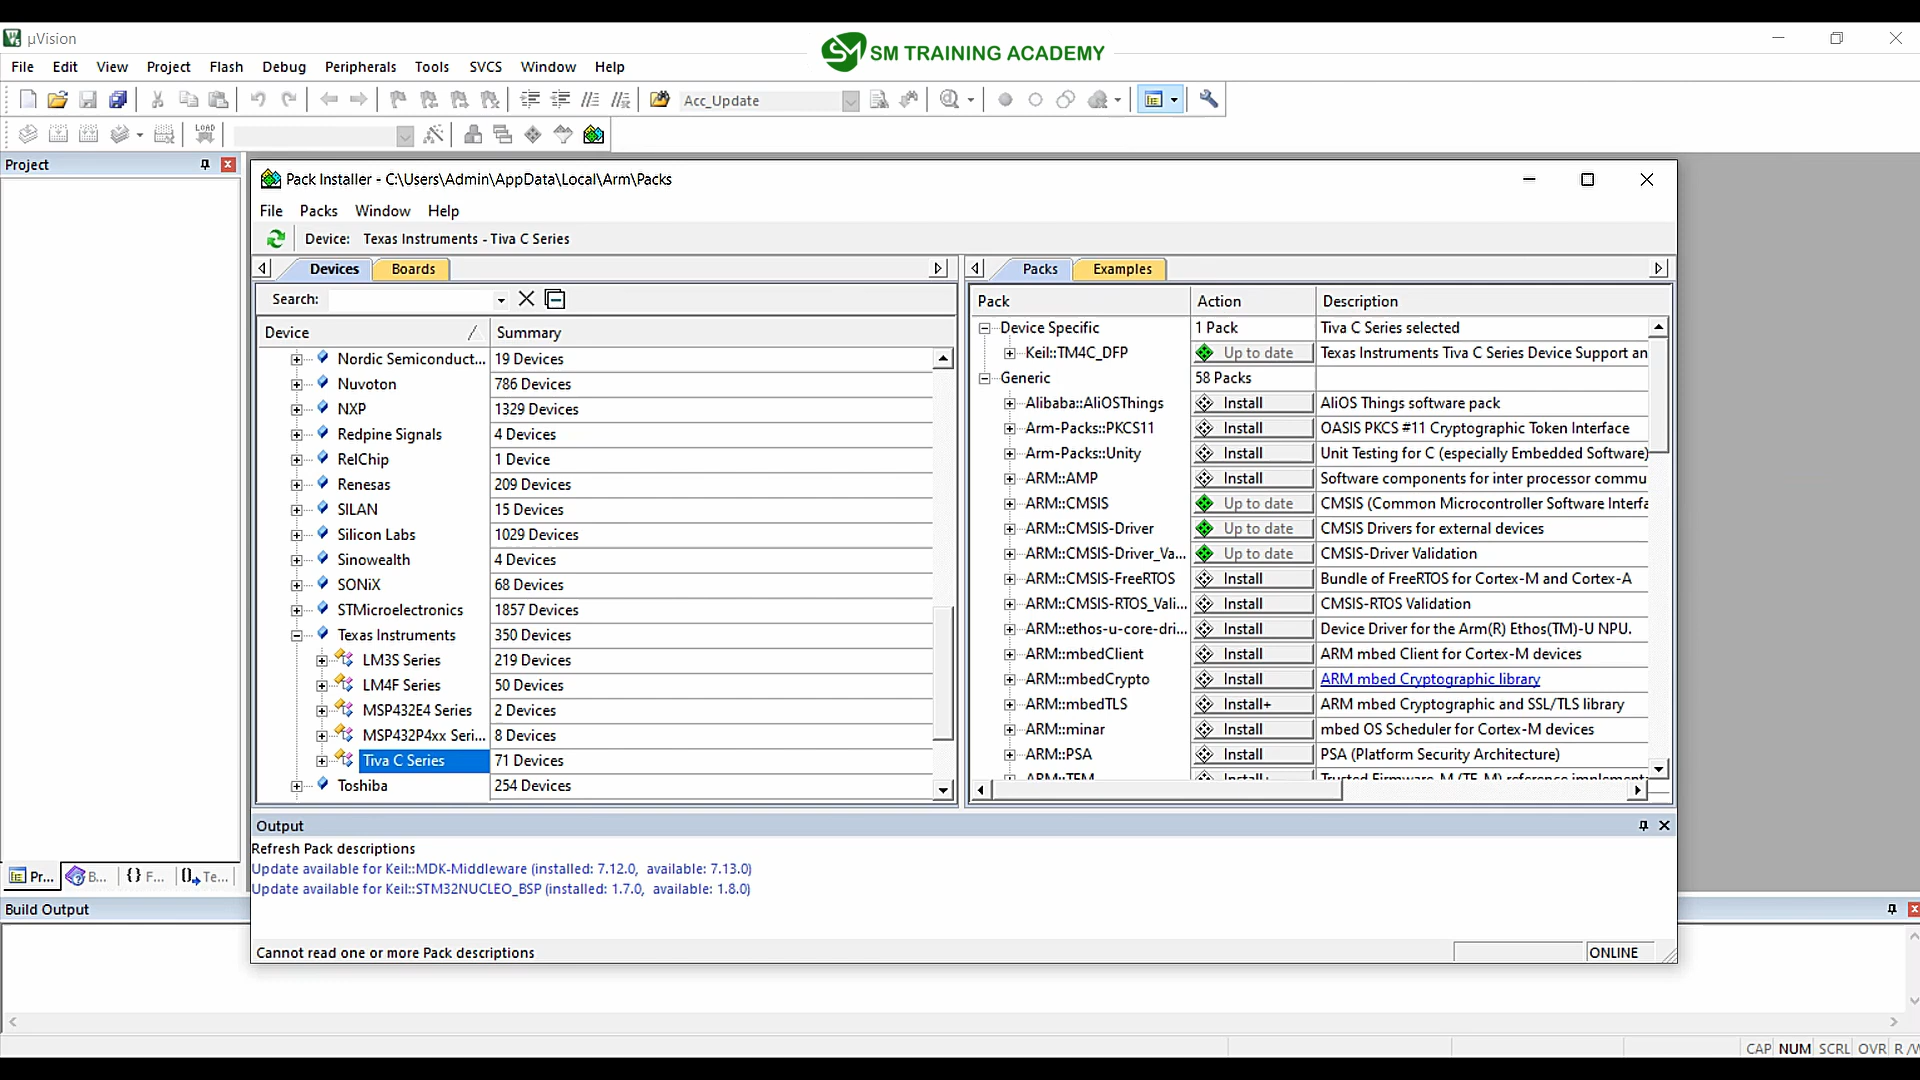 µVision
SM TRAINING ACADEMY
File Edit View Project Flash Debug Peripherals Tools SVCS Window Help
Acc_Update
LOAD
Project
Pack Installer - C:\Users\Admin\AppData\Local\Arm\Packs
File Packs Window Help
Device: Texas Instruments - Tiva C Series
Devices Boards
Search:
Device Summary
Nordic Semiconduct... 19 Devices
Nuvoton 786 Devices
NXP 1329 Devices
Redpine Signals 4 Devices
RelChip 1 Device
Renesas 209 Devices
SILAN 15 Devices
Silicon Labs 1029 Devices
Sinowealth 4 Devices
SONiX 68 Devices
STMicroelectronics 1857 Devices
Texas Instruments 350 Devices
LM3S Series 219 Devices
LM4F Series 50 Devices
MSP432E4 Series 2 Devices
MSP432P4xx Seri... 8 Devices
Tiva C Series 71 Devices
Toshiba 254 Devices
Packs Examples
Pack Action Description
Device Specific 1 Pack Tiva C Series selected
Keil::TM4C_DFP Up to date Texas Instruments Tiva C Series Device Support an
Generic 58 Packs
Alibaba::AliOSThings Install AliOS Things software pack
Arm-Packs::PKCS11 Install OASIS PKCS #11 Cryptographic Token Interface
Arm-Packs::Unity Install Unit Testing for C (especially Embedded Software)
ARM::AMP Install Software components for inter processor commu
ARM::CMSIS Up to date CMSIS (Common Microcontroller Software Interfa
ARM::CMSIS-Driver Up to date CMSIS Drivers for external devices
ARM::CMSIS-Driver_Va... Up to date CMSIS-Driver Validation
ARM::CMSIS-FreeRTOS Install Bundle of FreeRTOS for Cortex-M and Cortex-A
ARM::CMSIS-RTOS_Vali... Install CMSIS-RTOS Validation
ARM::ethos-u-core-dri... Install Device Driver for the Arm(R) Ethos(TM)-U NPU.
ARM::mbedClient Install ARM mbed Client for Cortex-M devices
ARM::mbedCrypto Install ARM mbed Cryptographic library
ARM::mbedTLS Install+ ARM mbed Cryptographic and SSL/TLS library
ARM::minar Install mbed OS Scheduler for Cortex-M devices
ARM::PSA Install PSA (Platform Security Architecture)
ARM::TFM Install+ Trusted Firmware-M (TF-M) reference implement
Output
Refresh Pack descriptions
Update available for Keil::MDK-Middleware (installed: 7.12.0, available: 7.13.0)
Update available for Keil::STM32NUCLEO_BSP (installed: 1.7.0, available: 1.8.0)
Cannot read one or more Pack descriptions ONLINE
Pr... B... {} F... Te...
Build Output
CAP NUM SCRL OVR R /W